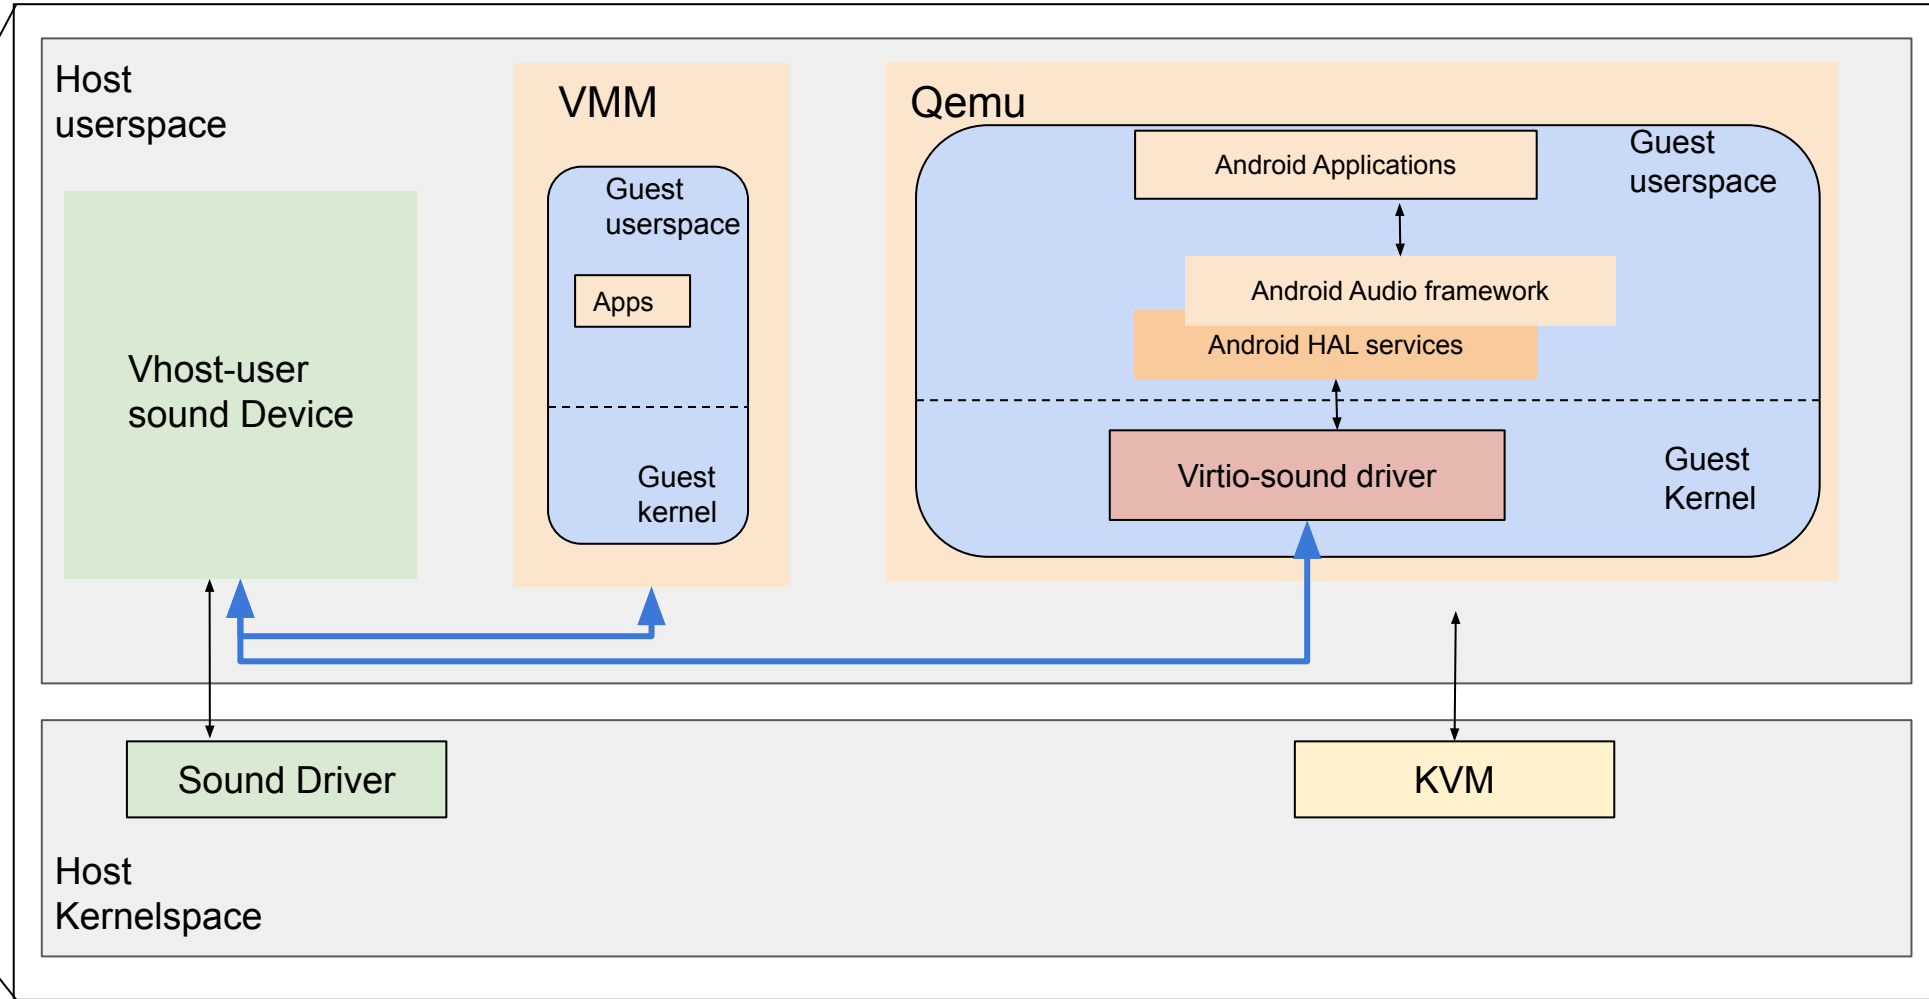 Host
userspace
VMM
Qemu
Vhost-user
sound Device
Guest
userspace
Apps
Guest
kernel
Android Applications
Guest
userspace
Android Audio framework
Android HAL services
Virtio-sound driver
Guest
Kernel
Sound Driver
KVM
Host
Kernelspace